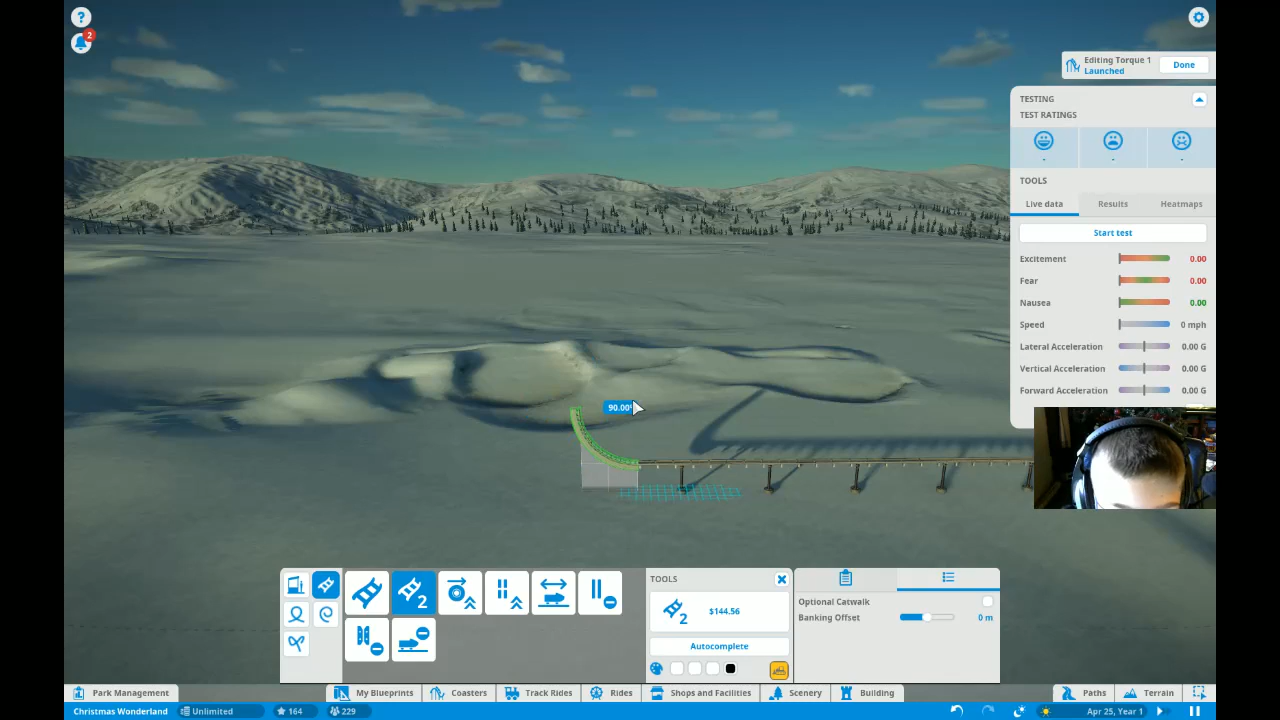 ?
2
Editing Torque 1
Launched
Done
TESTING
TEST RATINGS
- - -
TOOLS
Live data Results Heatmaps
Start test
Excitement 0.00
Fear 0.00
Nausea 0.00
Speed 0 mph
Lateral Acceleration 0.00 G
Vertical Acceleration 0.00 G
Forward Acceleration 0.00 G
90.00°
TOOLS
2
2 $144.56
Autocomplete
Optional Catwalk
Banking Offset 0 m
Park Management My Blueprints Coasters Track Rides Rides Shops and Facilities Scenery Building Paths Terrain
Christmas Wonderland Unlimited 164 229 Apr 25, Year 1